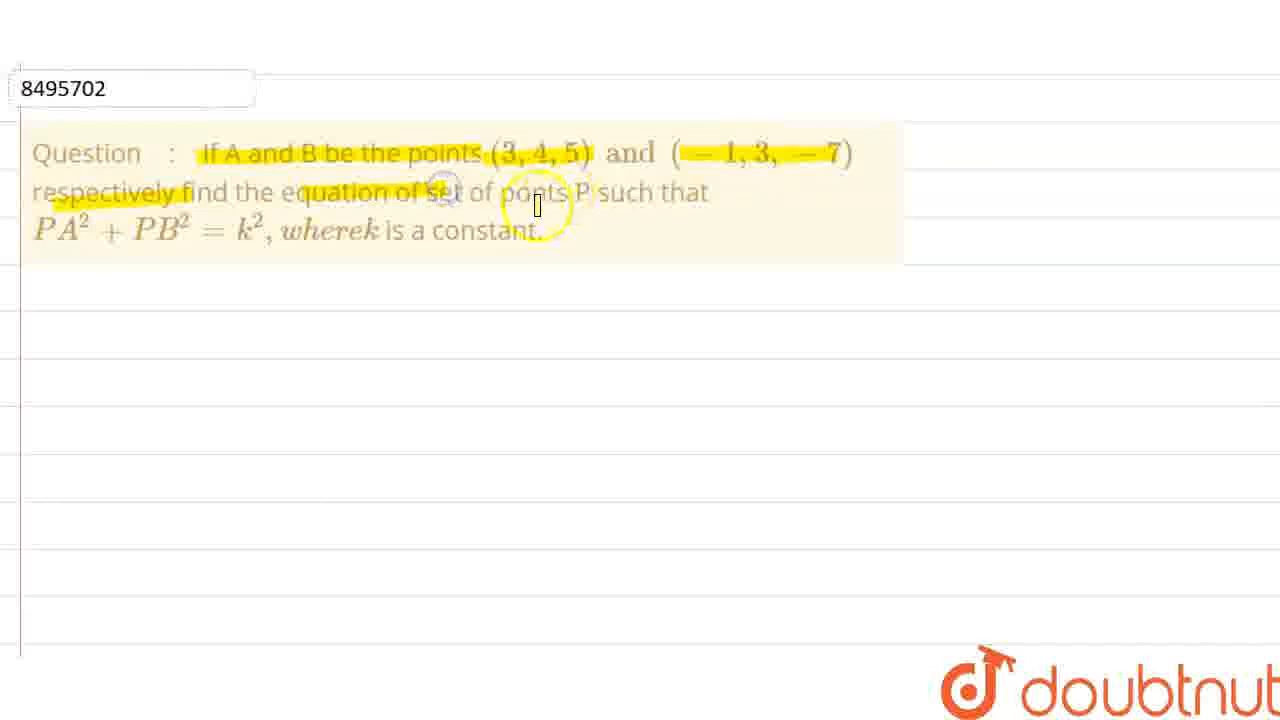 8495702
Question : If A and B be the points (3, 4, 5) and ( − 1, 3, − 7)
respectively find the equation of set of ponts P such that
PA² + PB² = k², wherek is a constant.
doubtnut